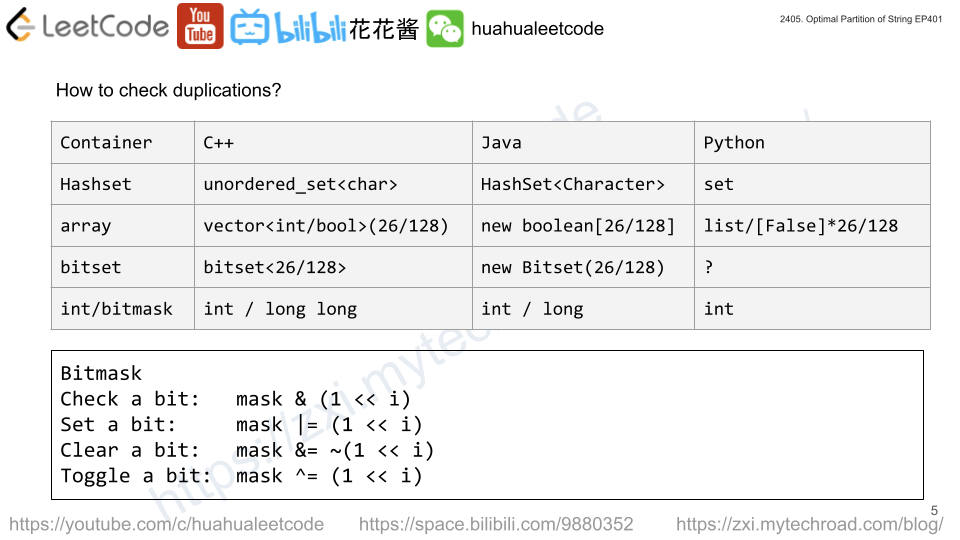 LeetCode You Tube bilibili 花花酱 huahualeetcode
2405. Optimal Partition of String EP401
How to check duplications?
Container C++ Java Python
Hashset unordered_set<char> HashSet<Character> set
array vector<int/bool>(26/128) new boolean[26/128] list/[False]*26/128
bitset bitset<26/128> new Bitset(26/128) ?
int/bitmask int / long long int / long int
Bitmask
Check a bit: mask & (1 << i)
Set a bit: mask |= (1 << i)
Clear a bit: mask &= ~(1 << i)
Toggle a bit: mask ^= (1 << i)
https://zxi.mytec
de
5
https://youtube.com/c/huahualeetcode https://space.bilibili.com/9880352 https://zxi.mytechroad.com/blog/